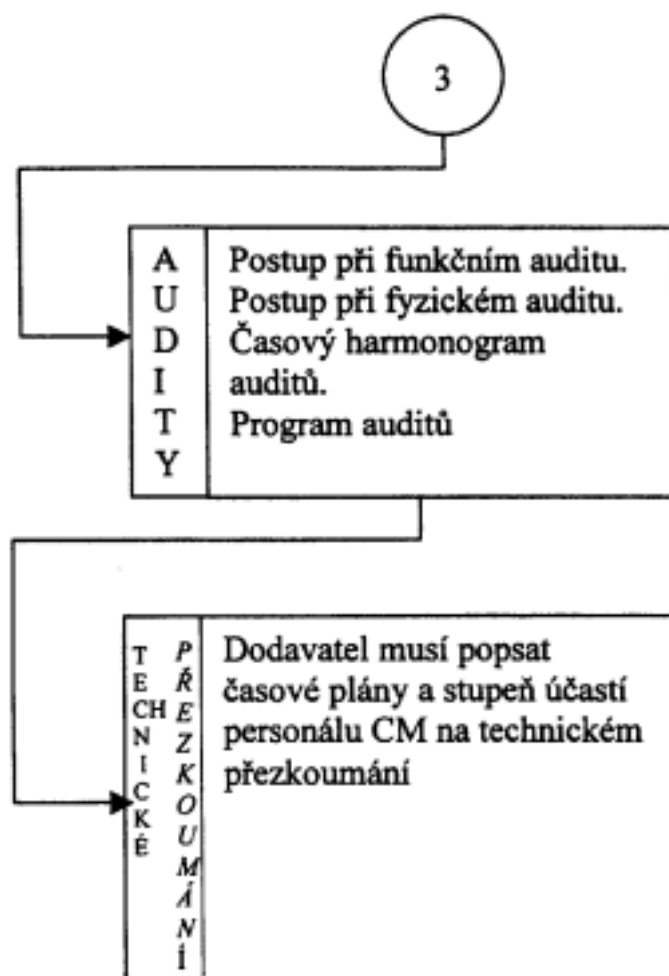 3
AUDITY
Postup při funkčním auditu.
Postup při fyzickém auditu.
Časový harmonogram
auditů.
Program auditů
TECHNICKÉ
PŘEZKOUMÁNÍ
Dodavatel musí popsat
časové plány a stupeň účastí
personálu CM na technickém
přezkoumání